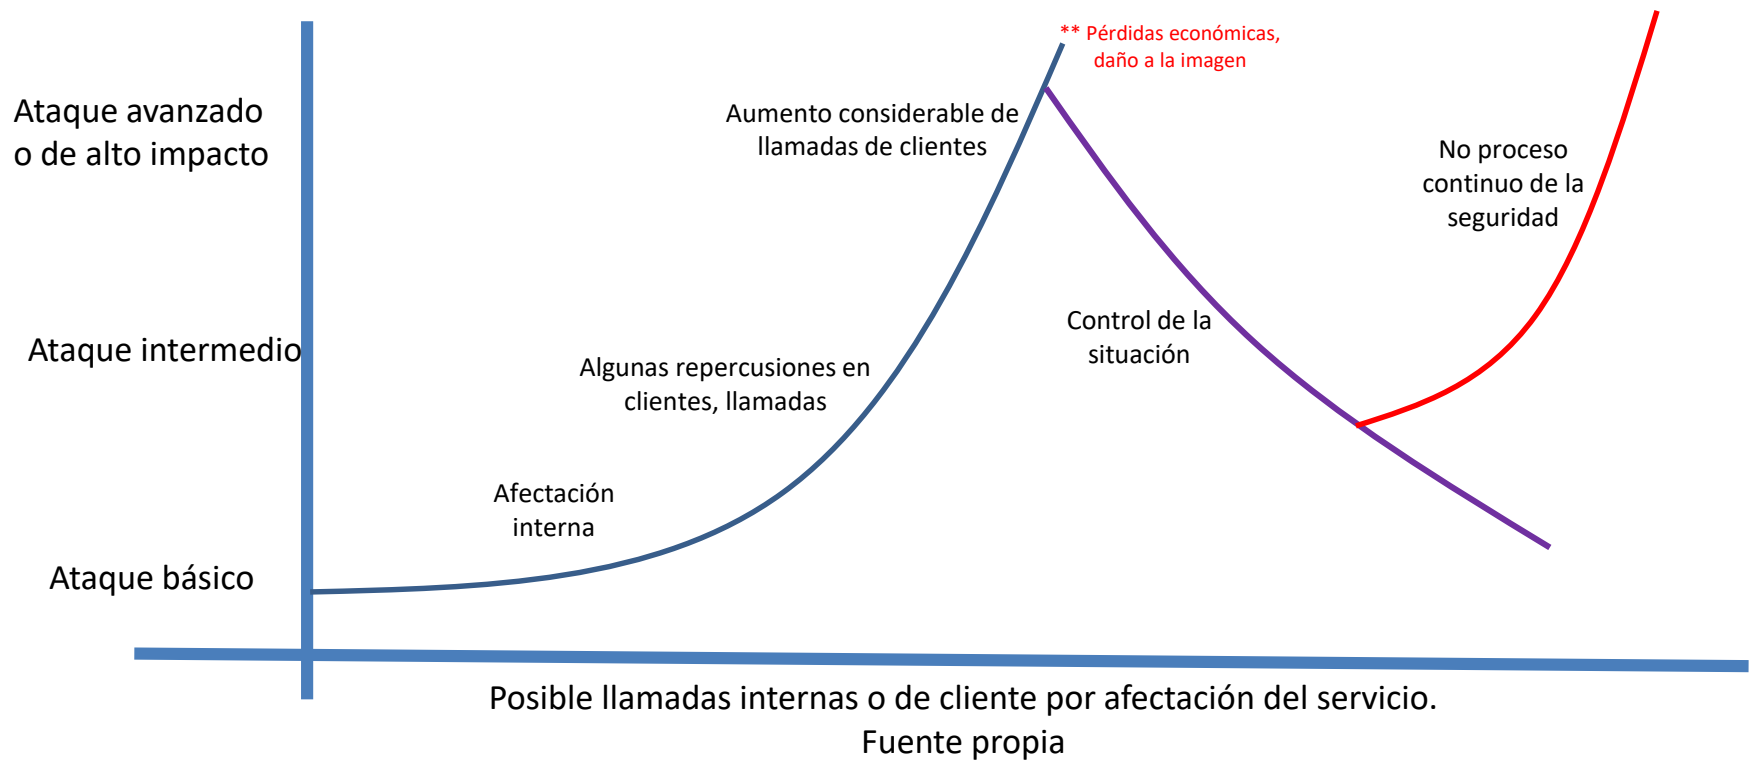 ** Pérdidas económicas,
daño a la imagen
Ataque avanzado
o de alto impacto
Aumento considerable de
llamadas de clientes
No proceso
continuo de la
seguridad
Ataque intermedio
Control de la
situación
Algunas repercusiones en
clientes, llamadas
Afectación
interna
Ataque básico
Posible llamadas internas o de cliente por afectación del servicio.
Fuente propia